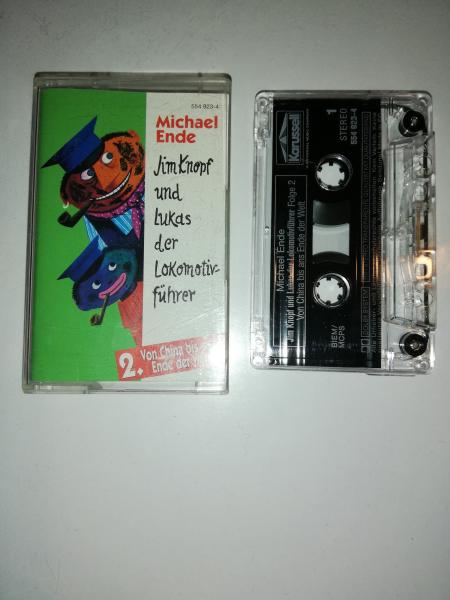 554 923-4
Michael
Ende
Jim Knopf
und
Lukas
der
Lokomotiv-
führer
2. Von China bis
Ende der
Karussell
1
STEREO
554 923-4
Michael Ende
Jim Knopf und Lukas der Lokomotivführer Folge 2
Von China bis ans Ende der Welt
BIEM/
MCPS